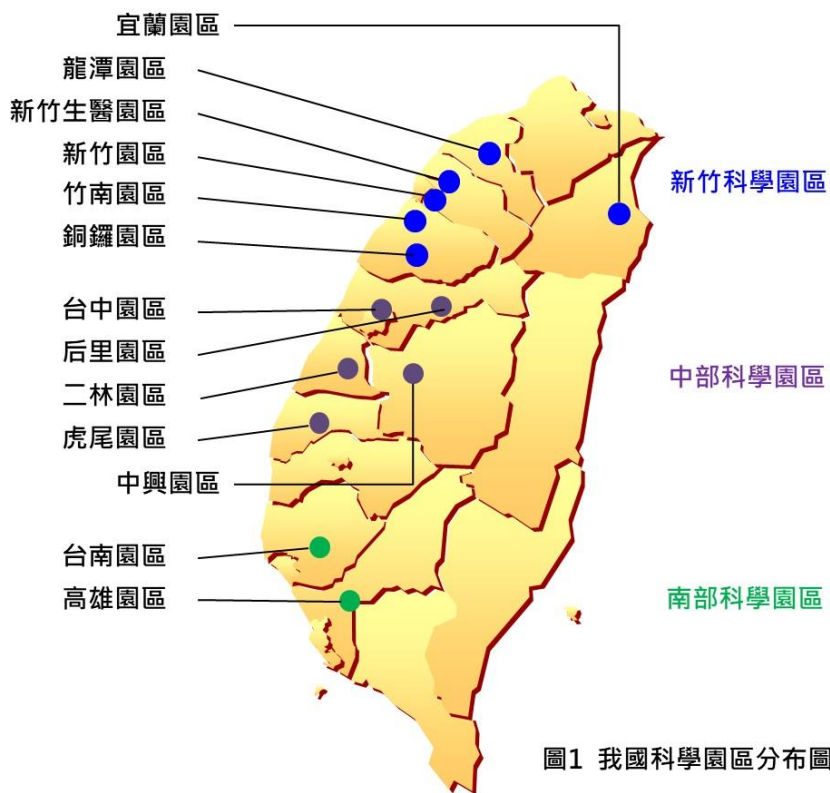 宜蘭園區
龍潭園區
新竹生醫園區
新竹園區
竹南園區
銅鑼園區
台中園區
后里園區
二林園區
虎尾園區
中興園區
台南園區
高雄園區
新竹科學園區
中部科學園區
南部科學園區
圖1 我國科學園區分布圖